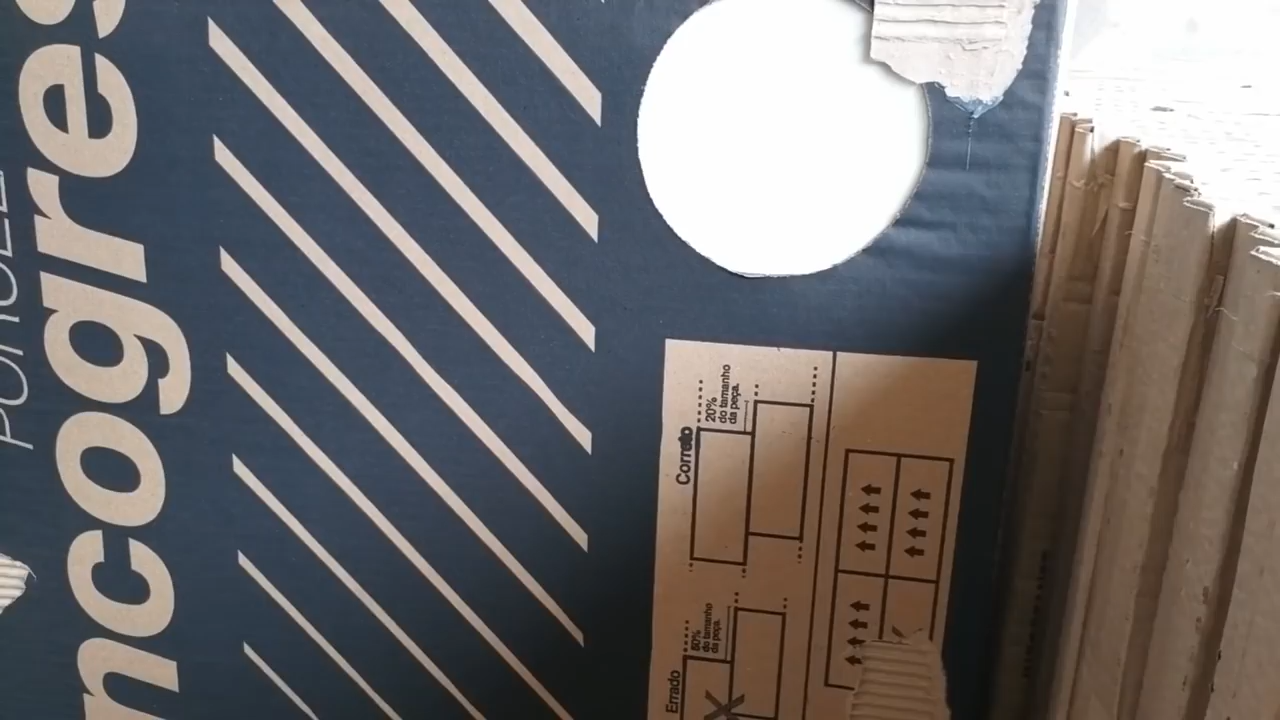 ncogres
Correto
20%
do tamanho
da peça.
Errado
50%
do tamanho
da peça.